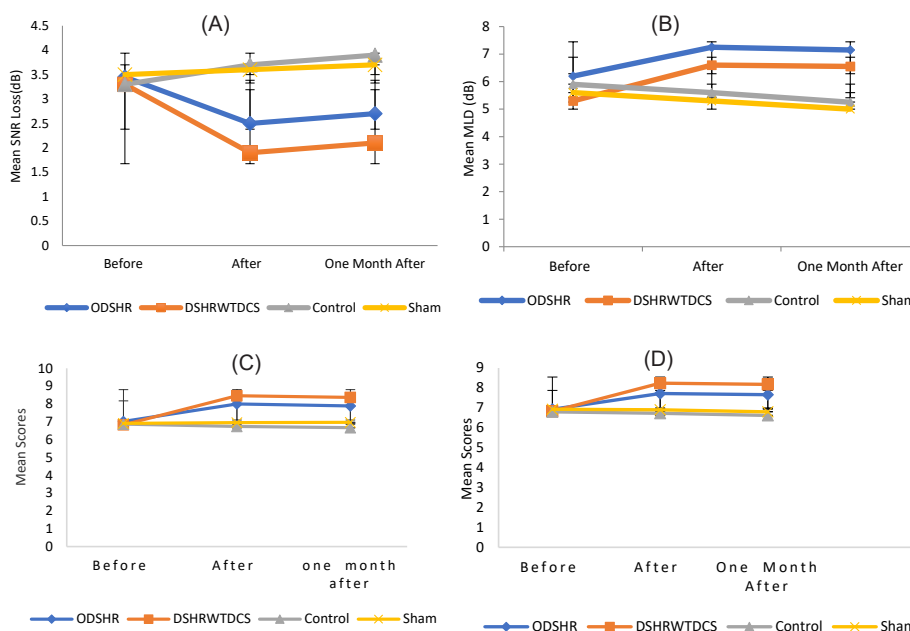 (A)
Mean SNR Loss(dB)
4.5
4
3.5
3
2.5
2
1.5
1
0.5
0
Before After One Month After
ODSHR DSHRWTDCS Control Sham
(B)
Mean MLD (dB)
8
7
6
5
4
3
2
1
0
Before After One Month After
ODSHR DSHRWTDCS Control Sham
(C)
Mean Scores
10
9
8
7
6
5
4
3
2
1
0
Before After one month
after
ODSHR DSHRWTDCS Control Sham
(D)
Mean Scores
9
8
7
6
5
4
3
2
1
0
Before After One Month
After
ODSHR DSHRWTDCS Control Sham